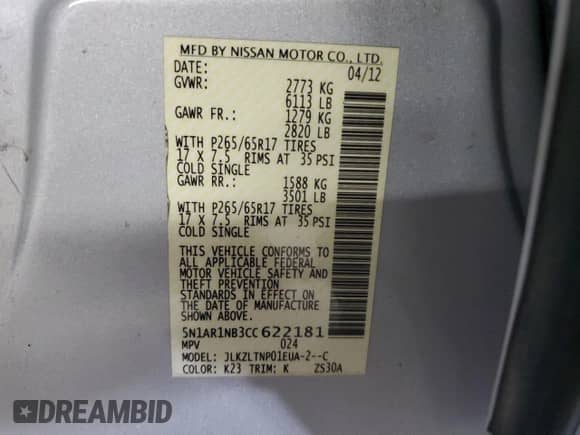 MFD BY NISSAN MOTOR CO., LTD.
DATE: 04/12
GVWR: 2773 KG
6113 LB
GAWR FR.: 1279 KG
2820 LB
WITH P265/65R17 TIRES
17 X 7.5 RIMS AT 35 PSI
COLD SINGLE
GAWR RR.: 1588 KG
3501 LB
WITH P265/65R17 TIRES
17 X 7.5 RIMS AT 35 PSI
COLD SINGLE
THIS VEHICLE CONFORMS TO
ALL APPLICABLE FEDERAL
MOTOR VEHICLE SAFETY AND
THEFT PREVENTION
STANDARDS IN EFFECT ON
THE DATE OF MANUFACTURE
SHOWN ABOVE.
5N1AR1NB3CC622181
MPV 024
MODEL: JLKZLTNP01EUA-2--C
COLOR: K23 TRIM: K ZS30A
DREAMBID